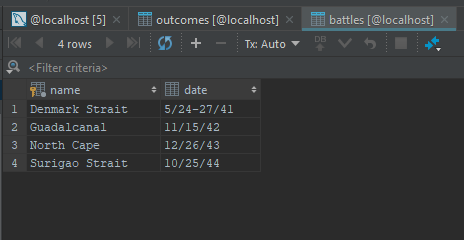 @localhost [5] outcomes [@localhost] battles [@localhost]
4 rows Tx: Auto DB
<Filter criteria>
name date
1 Denmark Strait 5/24-27/41
2 Guadalcanal 11/15/42
3 North Cape 12/26/43
4 Surigao Strait 10/25/44